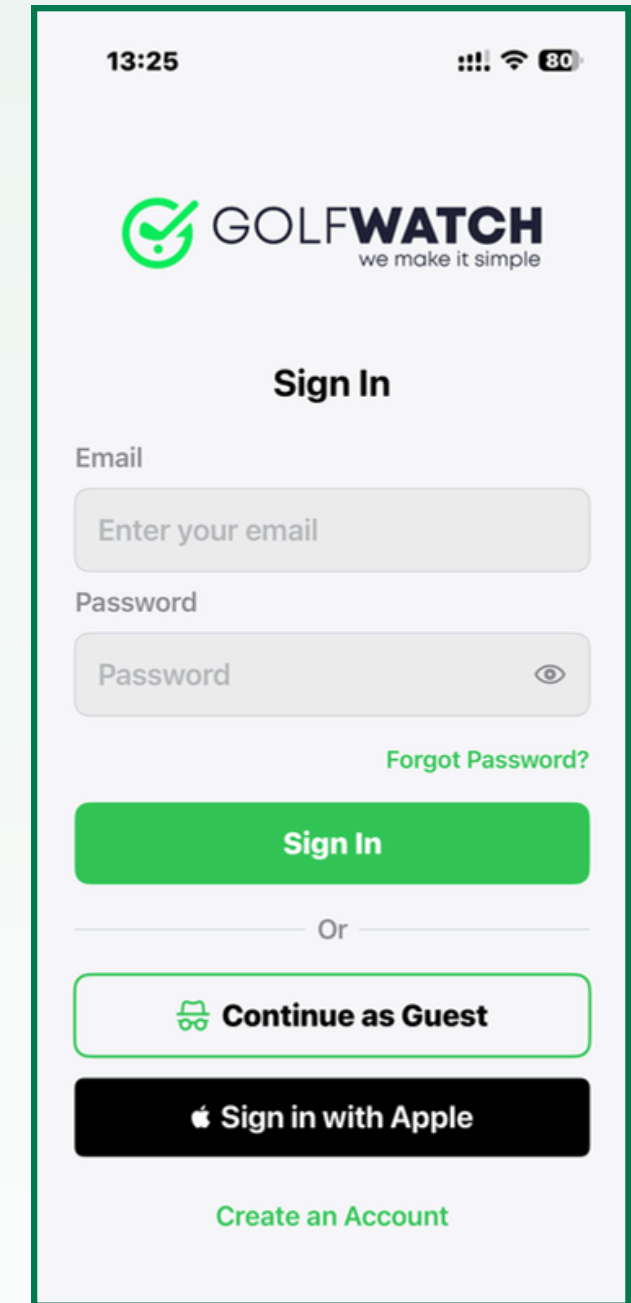 13:25
80
GOLFWATCH
we make it simple
Sign In
Email
Enter your email
Password
Password
Forgot Password?
Sign In
Or
Continue as Guest
Sign in with Apple
Create an Account